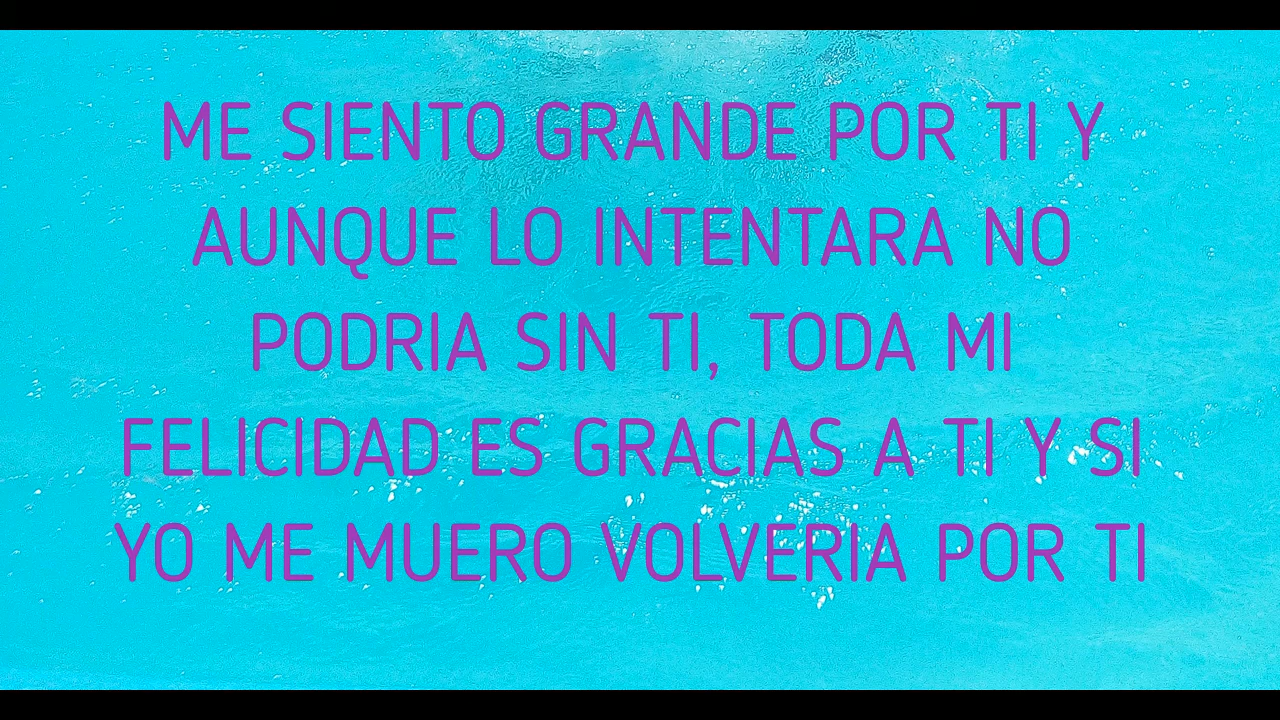 ME SIENTO GRANDE POR TI Y
AUNQUE LO INTENTARA NO
PODRIA SIN TI, TODA MI
FELICIDAD ES GRACIAS A TI Y SI
YO ME MUERO VOLVERIA POR TI